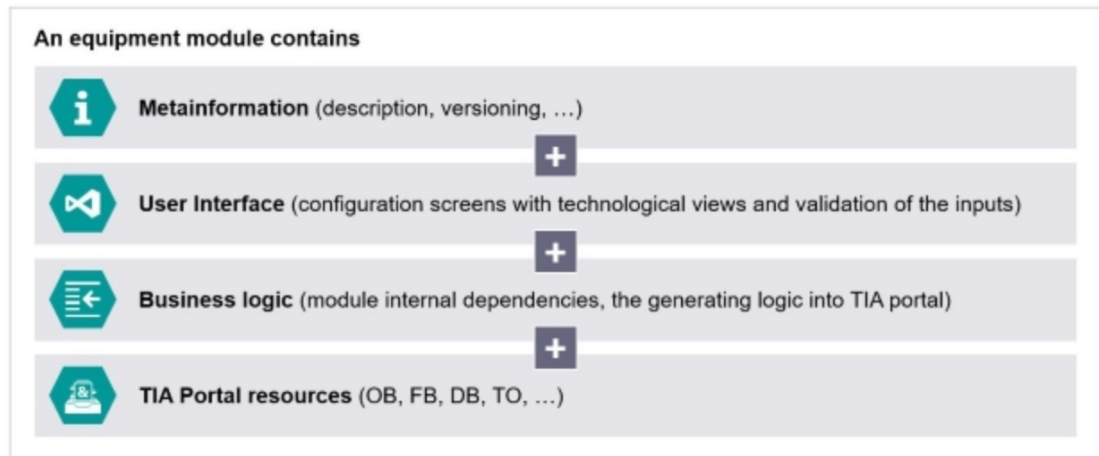 An equipment module contains
i
Metainformation (description, versioning, ...)
+
User Interface (configuration screens with technological views and validation of the inputs)
+
Business logic (module internal dependencies, the generating logic into TIA portal)
+
&
TIA Portal resources (OB, FB, DB, TO, ...)